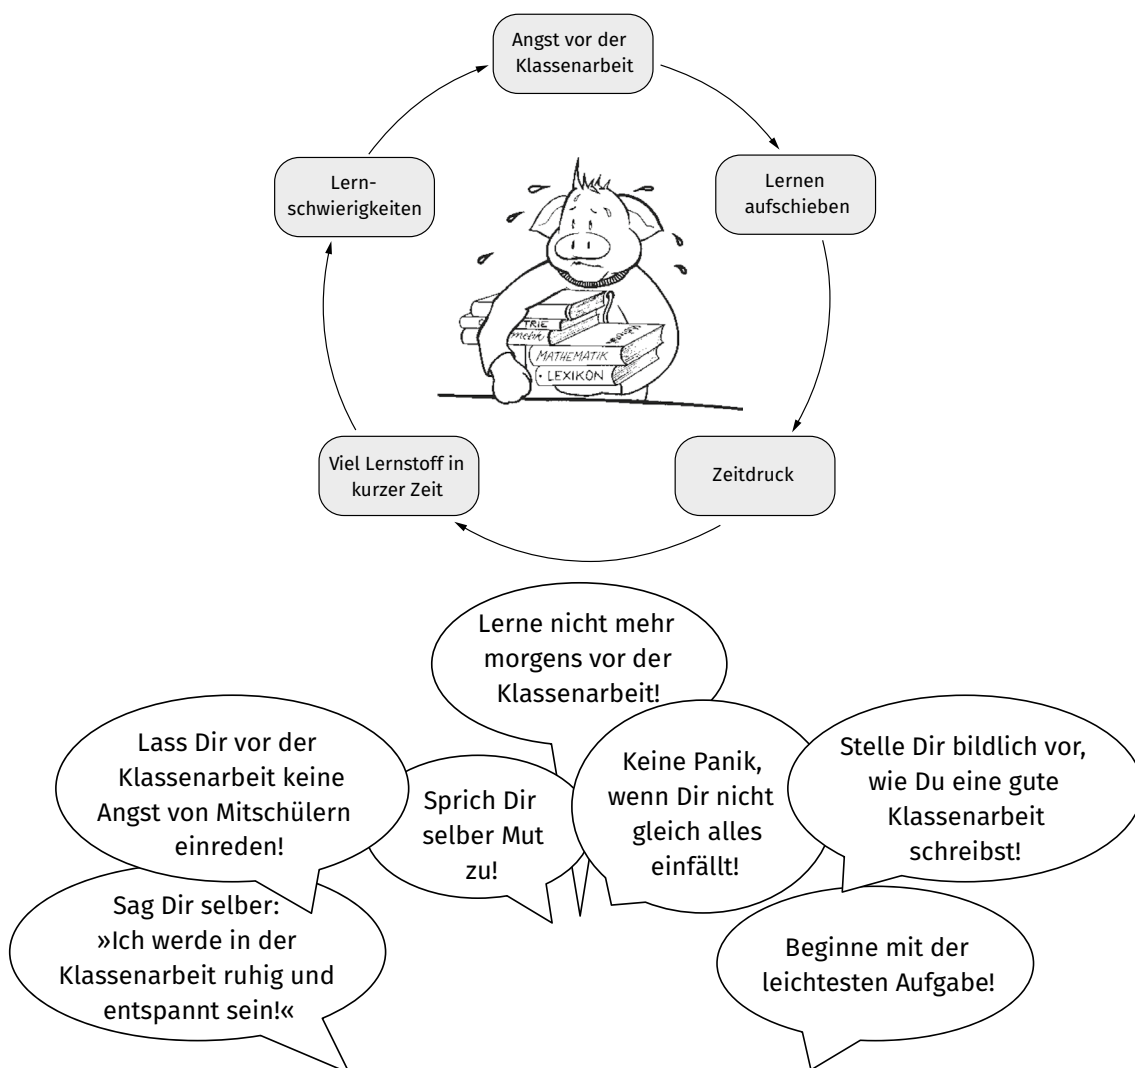 Angst vor der
Klassenarbeit
Lernen
aufschieben
Zeitdruck
Viel Lernstoff in
kurzer Zeit
Lern-
schwierigkeiten
TRIE
MATHEMATIK
LEXIKON
Lerne nicht mehr
morgens vor der
Klassenarbeit!
Lass Dir vor der
Klassenarbeit keine
Angst von Mitschülern
einreden!
Sprich Dir
selber Mut
zu!
Keine Panik,
wenn Dir nicht
gleich alles
einfällt!
Stelle Dir bildlich vor,
wie Du eine gute
Klassenarbeit
schreibst!
Sag Dir selber:
»Ich werde in der
Klassenarbeit ruhig und
entspannt sein!«
Beginne mit der
leichtesten Aufgabe!